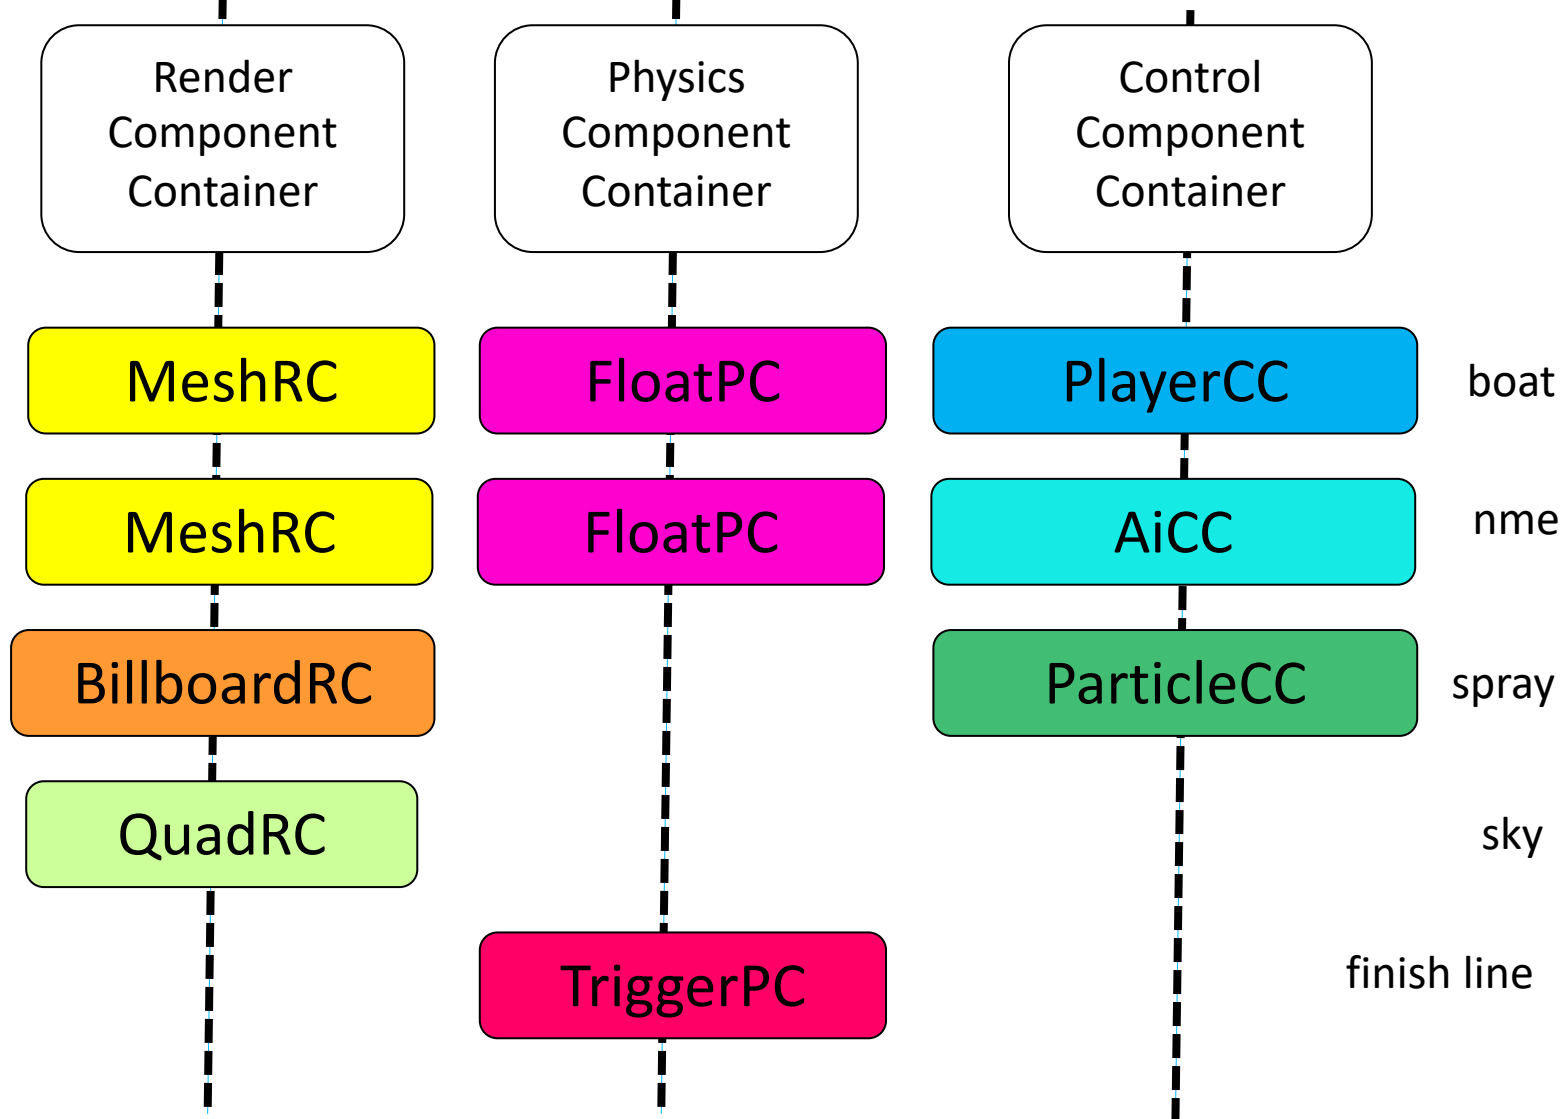 Render
Component
Container
Physics
Component
Container
Control
Component
Container
MeshRC
FloatPC
PlayerCC
boat
MeshRC
FloatPC
AiCC
nme
BillboardRC
ParticleCC
spray
QuadRC
sky
TriggerPC
finish line